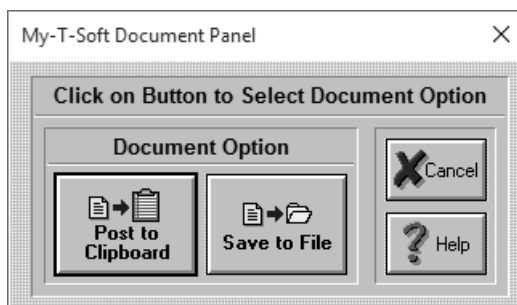 My-T-Soft Document Panel
Click on Button to Select Document Option
Document Option
Post to
Clipboard
Save to File
Cancel
Help